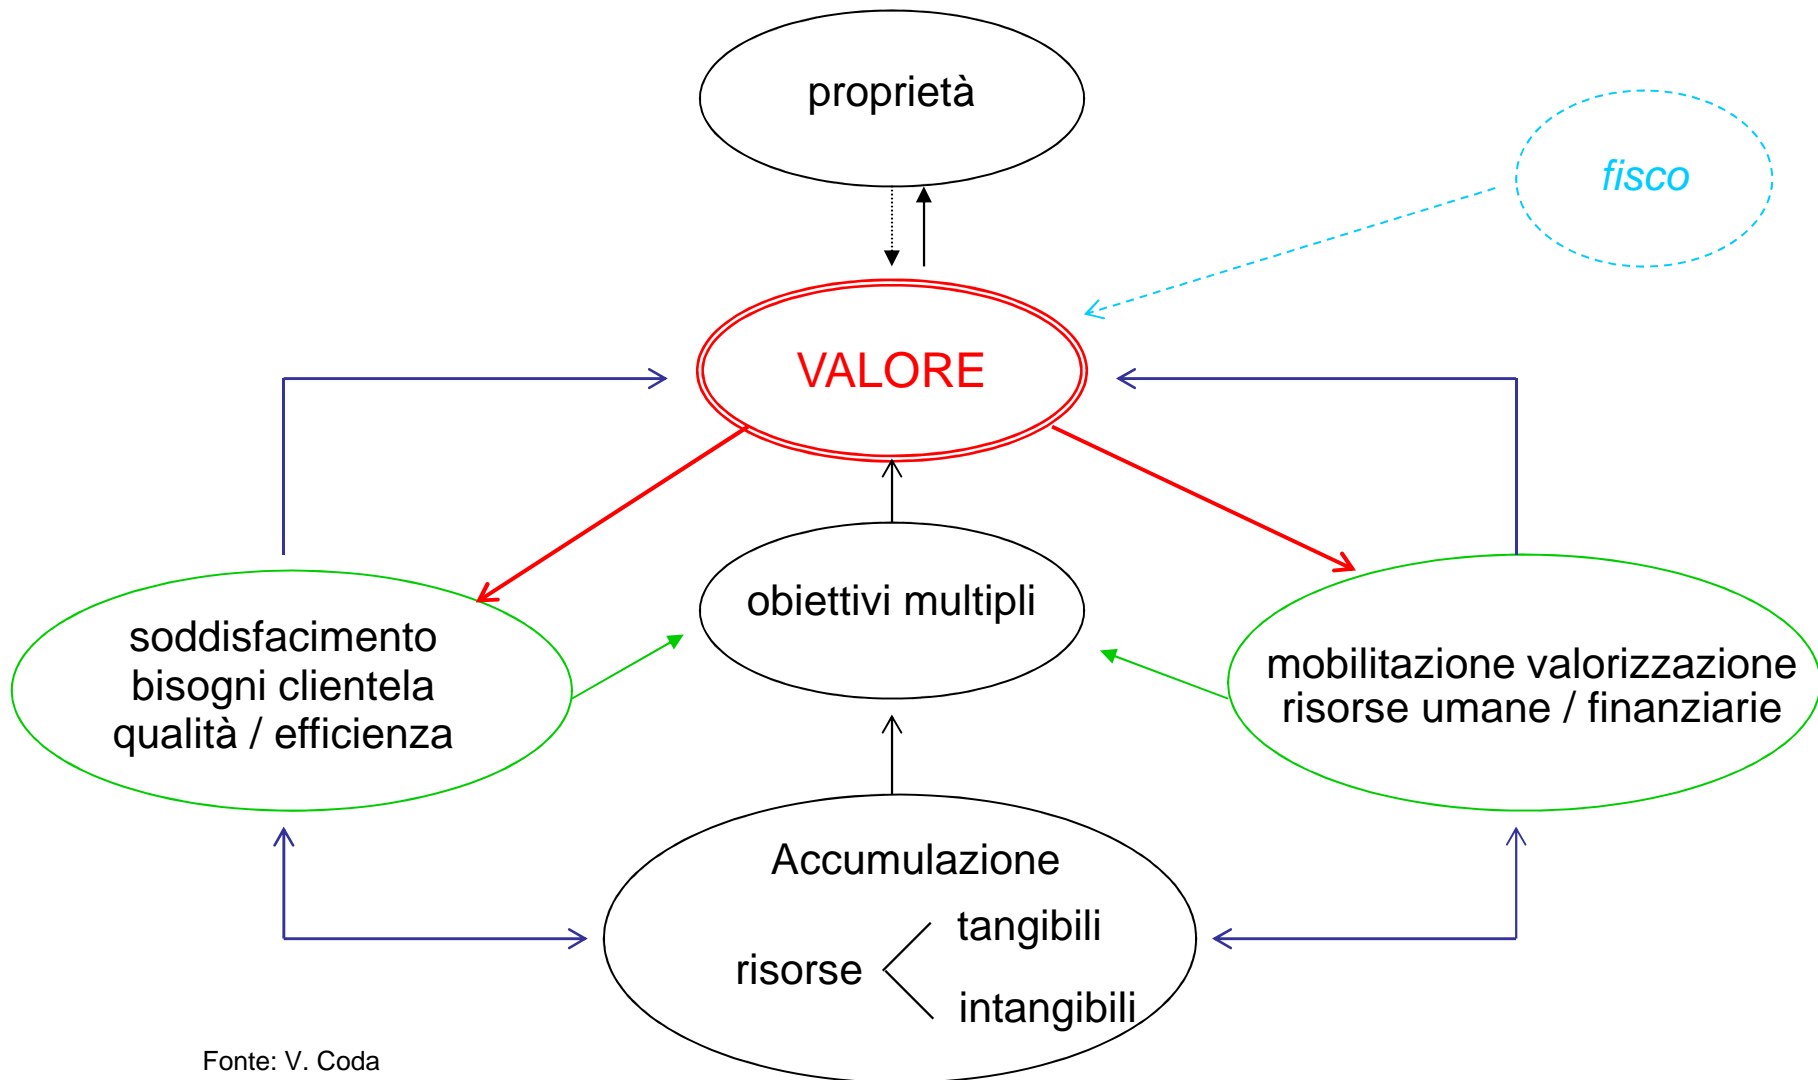 proprietà
fisco
VALORE
obiettivi multipli
soddisfacimento
bisogni clientela
qualità / efficienza
mobilitazione valorizzazione
risorse umane / finanziarie
Accumulazione
tangibili
risorse
intangibili
Fonte: V. Coda